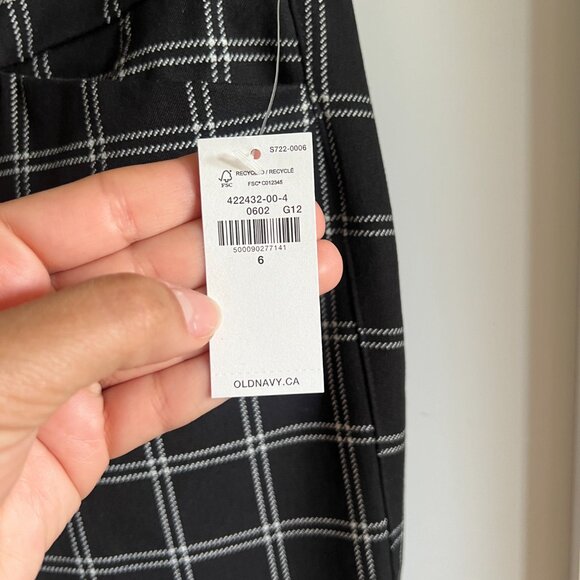 S722-0006
RECYCLED / RECYCLÉ
FSC
FSC® C012345
422432-00-4
0602 G12
500090277141
6
OLDNAVY.CA